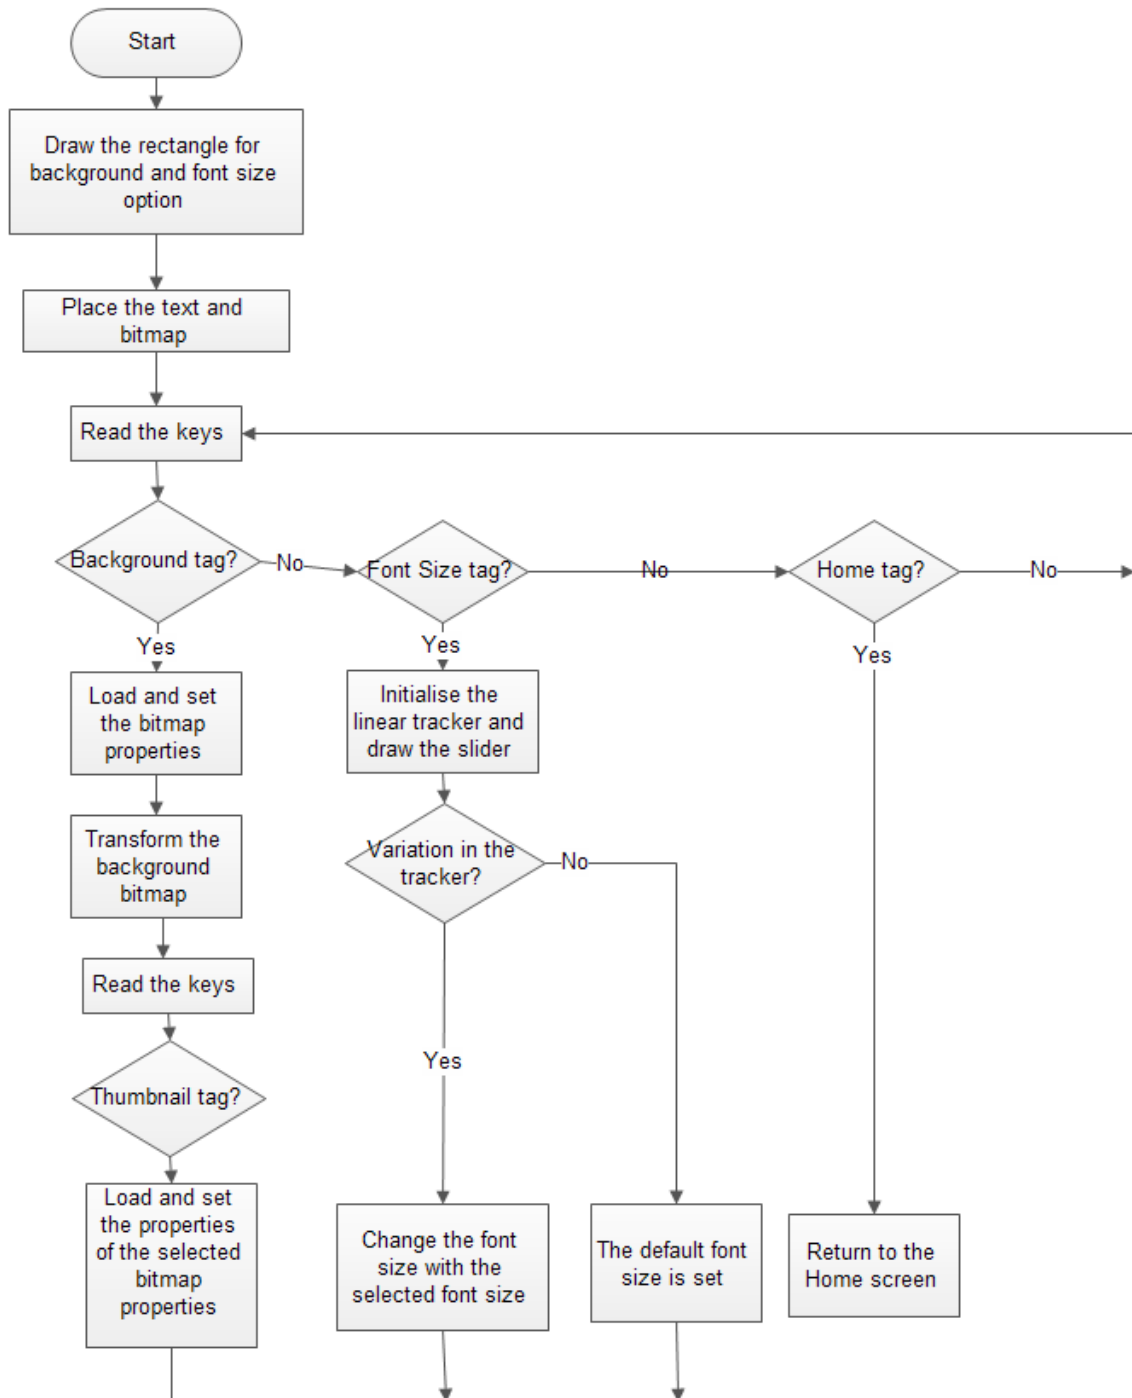 Start
Draw the rectangle for
background and font size
option
Place the text and
bitmap
Read the keys
Background tag?
No
Font Size tag?
No
Home tag?
No
Yes
Yes
Yes
Load and set
the bitmap
properties
Initialise the
linear tracker and
draw the slider
Transform the
background
bitmap
Variation in the
tracker?
No
Read the keys
Yes
Thumbnail tag?
Load and set
the properties
of the selected
bitmap
properties
Change the font
size with the
selected font size
The default font
size is set
Return to the
Home screen